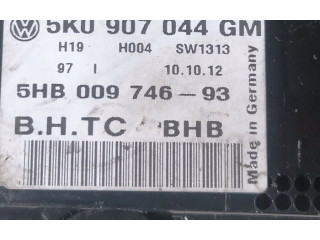 5K0 907 044 GM
H19 H004 SW1313
97 I 10.10.12
5HB 009 746-93
B.H.TC BHB
Made in Germany